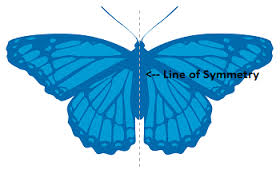 <-- Line of Symmetry